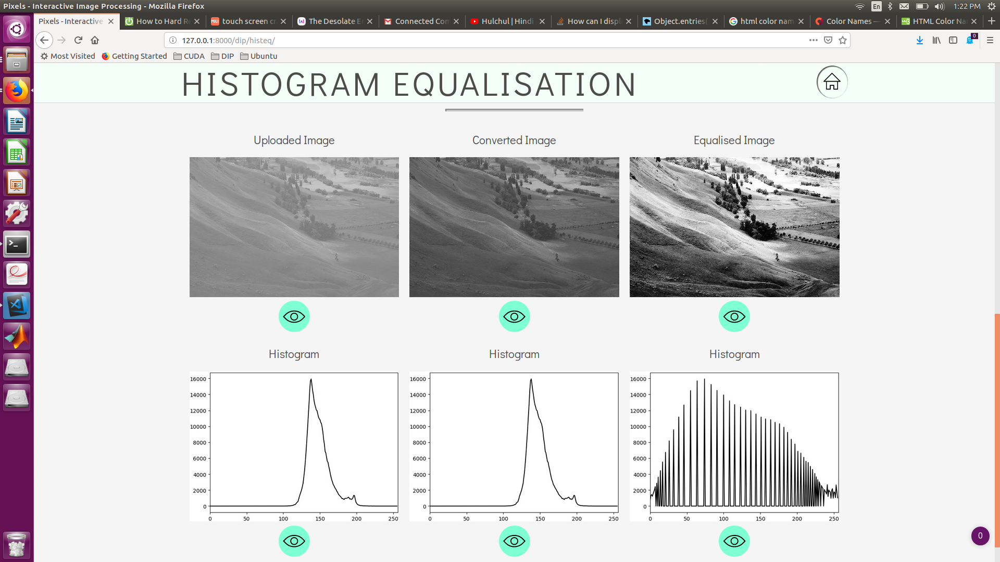 Pixels - Interactive Image Processing - Mozilla Firefox
En
1:22 PM
Pixels - Interactive
How to Hard Re
touch screen cr
The Desolate E
Connected Com
Hulchul | Hindi
How can I displ
Object.entries(
html color nam
Color Names —
HTML Color Na
127.0.0.1:8000/dip/histeq/
0
Most Visited
Getting Started
CUDA
DIP
Ubuntu
HISTOGRAM EQUALISATION
Uploaded Image
Converted Image
Equalised Image
Histogram
Histogram
Histogram
16000
14000
12000
10000
8000
6000
4000
2000
0
0 50 100 150 200 250
16000
14000
12000
10000
8000
6000
4000
2000
0
0 50 100 150 200 250
16000
14000
12000
10000
8000
6000
4000
2000
0
0 50 100 150 200 250
0